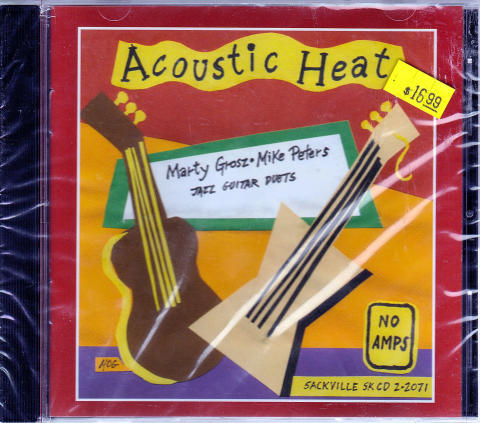 Acoustic Heat
$16.99
Marty Grosz • Mike Peters
JAZZ GUITAR DUETS
NO
AMPS
SACKVILLE SKCD 2-2071